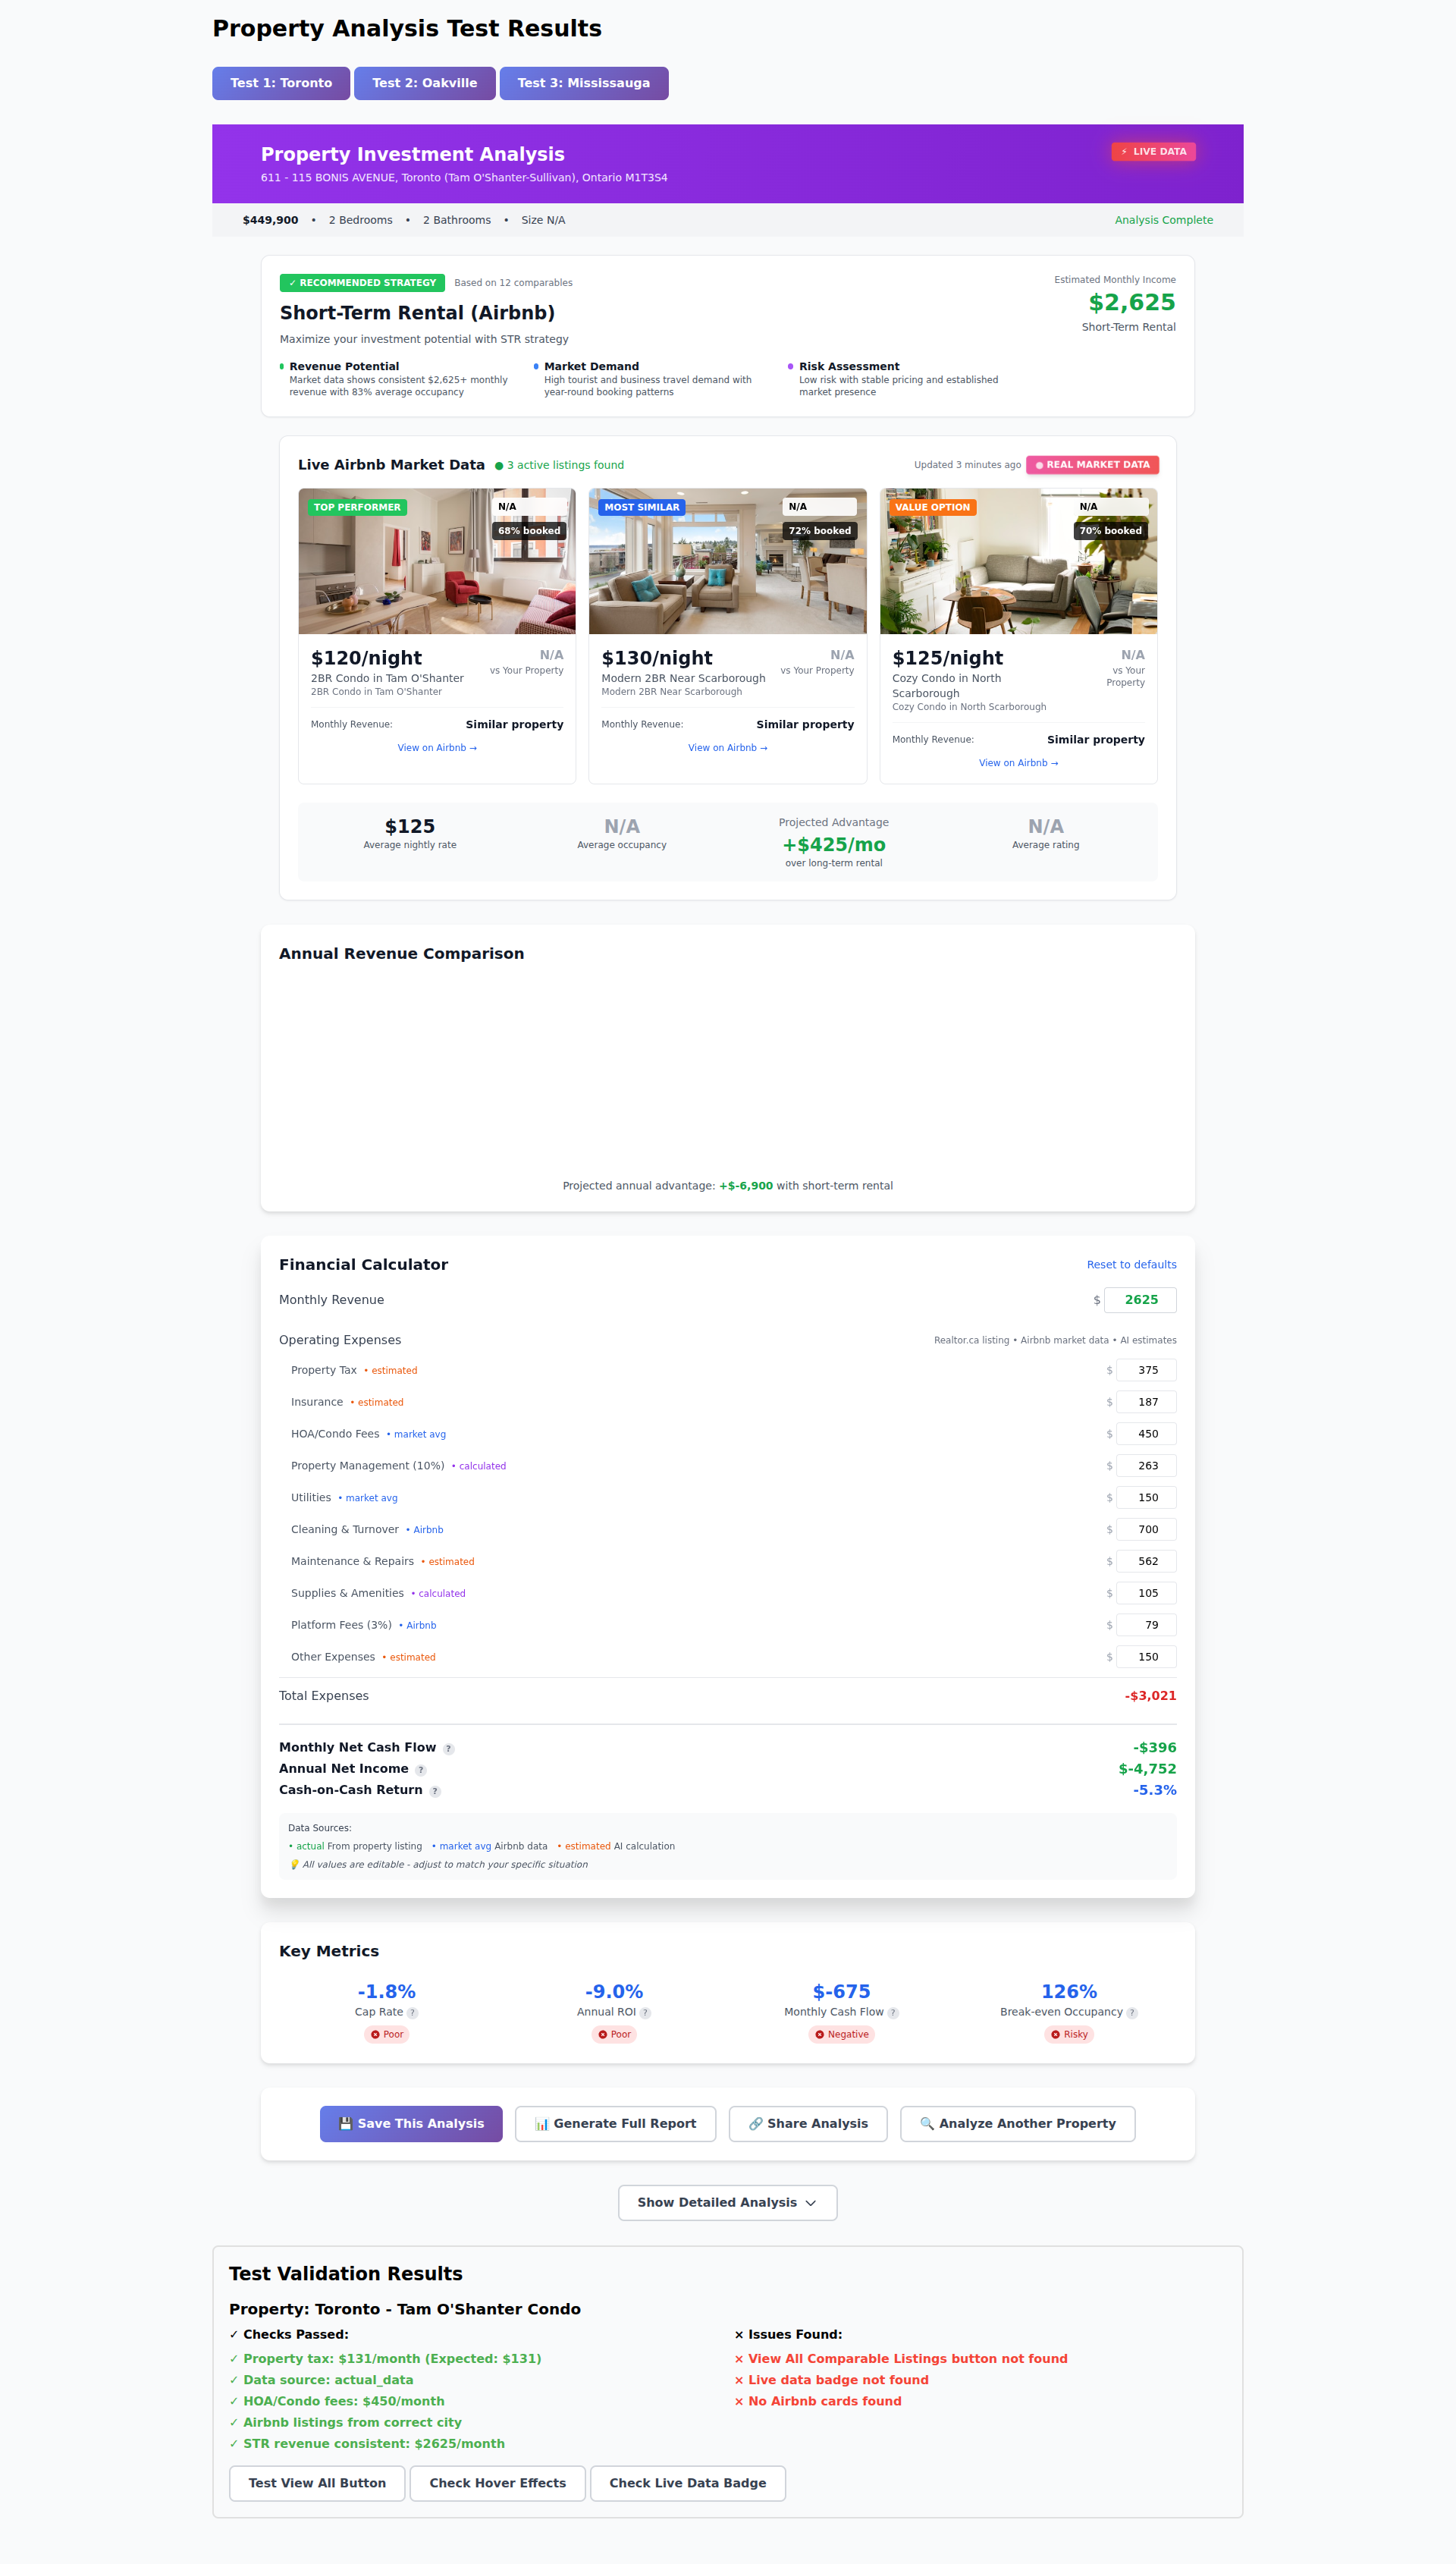 Property Analysis Test Results
Test 1: Toronto
Test 2: Oakville
Test 3: Mississauga
Property Investment Analysis
⚡ LIVE DATA
611 - 115 BONIS AVENUE, Toronto (Tam O'Shanter-Sullivan), Ontario M1T3S4
$449,900 • 2 Bedrooms • 2 Bathrooms • Size N/A
Analysis Complete
✓ RECOMMENDED STRATEGY
Based on 12 comparables
Short-Term Rental (Airbnb)
Maximize your investment potential with STR strategy
Estimated Monthly Income
$2,625
Short-Term Rental
Revenue Potential
Market data shows consistent $2,625+ monthly
revenue with 83% average occupancy
Market Demand
High tourist and business travel demand with
year-round booking patterns
Risk Assessment
Low risk with stable pricing and established
market presence
Live Airbnb Market Data
● 3 active listings found
Updated 3 minutes ago
● REAL MARKET DATA
TOP PERFORMER
N/A
68% booked
$120/night
N/A
vs Your Property
2BR Condo in Tam O'Shanter
2BR Condo in Tam O'Shanter
Monthly Revenue:
Similar property
View on Airbnb →
MOST SIMILAR
N/A
72% booked
$130/night
N/A
vs Your Property
Modern 2BR Near Scarborough
Modern 2BR Near Scarborough
Monthly Revenue:
Similar property
View on Airbnb →
VALUE OPTION
N/A
70% booked
$125/night
N/A
vs Your
Property
Cozy Condo in North
Scarborough
Cozy Condo in North Scarborough
Monthly Revenue:
Similar property
View on Airbnb →
$125
Average nightly rate
N/A
Average occupancy
Projected Advantage
+$425/mo
over long-term rental
N/A
Average rating
Annual Revenue Comparison
Projected annual advantage: +$-6,900 with short-term rental
Financial Calculator
Reset to defaults
Monthly Revenue
$ 2625
Operating Expenses
Realtor.ca listing • Airbnb market data • AI estimates
Property Tax • estimated
$ 375
Insurance • estimated
$ 187
HOA/Condo Fees • market avg
$ 450
Property Management (10%) • calculated
$ 263
Utilities • market avg
$ 150
Cleaning & Turnover • Airbnb
$ 700
Maintenance & Repairs • estimated
$ 562
Supplies & Amenities • calculated
$ 105
Platform Fees (3%) • Airbnb
$ 79
Other Expenses • estimated
$ 150
Total Expenses
-$3,021
Monthly Net Cash Flow ?
-$396
Annual Net Income ?
$-4,752
Cash-on-Cash Return ?
-5.3%
Data Sources:
• actual From property listing • market avg Airbnb data • estimated AI calculation
💡 All values are editable - adjust to match your specific situation
Key Metrics
-1.8%
Cap Rate ?
Poor
-9.0%
Annual ROI ?
Poor
$-675
Monthly Cash Flow ?
Negative
126%
Break-even Occupancy ?
Risky
💾 Save This Analysis
📊 Generate Full Report
🔗 Share Analysis
🔍 Analyze Another Property
Show Detailed Analysis
Test Validation Results
Property: Toronto - Tam O'Shanter Condo
✓ Checks Passed:
✓ Property tax: $131/month (Expected: $131)
✓ Data source: actual_data
✓ HOA/Condo fees: $450/month
✓ Airbnb listings from correct city
✓ STR revenue consistent: $2625/month
× Issues Found:
× View All Comparable Listings button not found
× Live data badge not found
× No Airbnb cards found
Test View All Button
Check Hover Effects
Check Live Data Badge